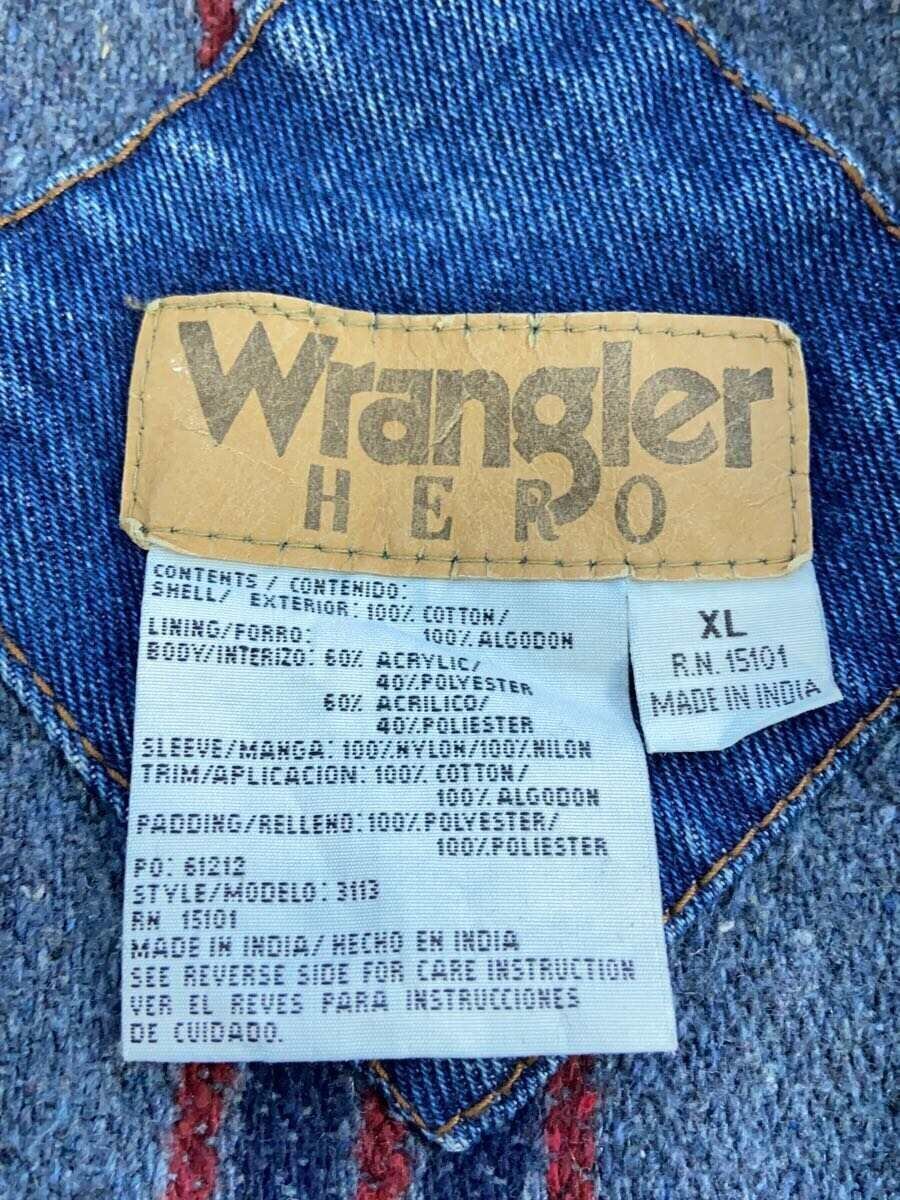 Wrangler
HERO
CONTENTS / CONTENIDO:
SHELL/ EXTERIOR: 100% COTTON/
100% ALGODON
LINING/FORRO:
BODY/INTERIZO: 60% ACRYLIC/
40% POLYESTER
60% ACRILICO/
40% POLIESTER
SLEEVE/MANGA: 100% NYLON/100% NILON
TRIM/APLICACION: 100% COTTON/
100% ALGODON
PADDING/RELLENO: 100% POLYESTER/
100% POLIESTER
PO: 61212
STYLE/MODELO: 3113
RN 15101
MADE IN INDIA/ HECHO EN INDIA
SEE REVERSE SIDE FOR CARE INSTRUCTION
VER EL REVES PARA INSTRUCCIONES
DE CUIDADO.
XL
R.N. 15101
MADE IN INDIA